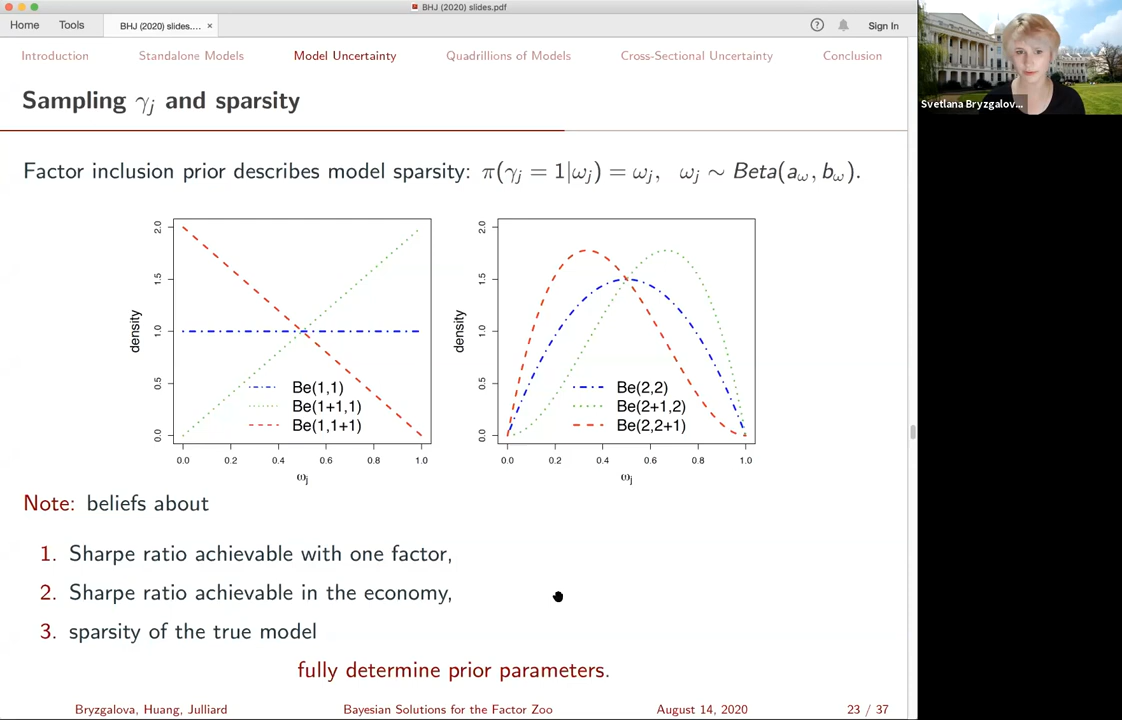 BHJ (2020) slides.pdf
Home Tools BHJ (2020) slides.... × Sign In
Introduction Standalone Models Model Uncertainty Quadrillions of Models Cross-Sectional Uncertainty Conclusion
Svetlana Bryzgalov...
Sampling γj and sparsity
Factor inclusion prior describes model sparsity: π(γj = 1|ωj) = ωj, ωj ∼ Beta(aω, bω).
density
2.0
1.5
1.0
0.5
0.0
Be(1,1)
Be(1+1,1)
Be(1,1+1)
0.0 0.2 0.4 0.6 0.8 1.0
ωj
density
2.0
1.5
1.0
0.5
0.0
Be(2,2)
Be(2+1,2)
Be(2,2+1)
0.0 0.2 0.4 0.6 0.8 1.0
ωj
Note: beliefs about
1. Sharpe ratio achievable with one factor,
2. Sharpe ratio achievable in the economy,
3. sparsity of the true model
fully determine prior parameters.
Bryzgalova, Huang, Julliard Bayesian Solutions for the Factor Zoo August 14, 2020 23 / 37